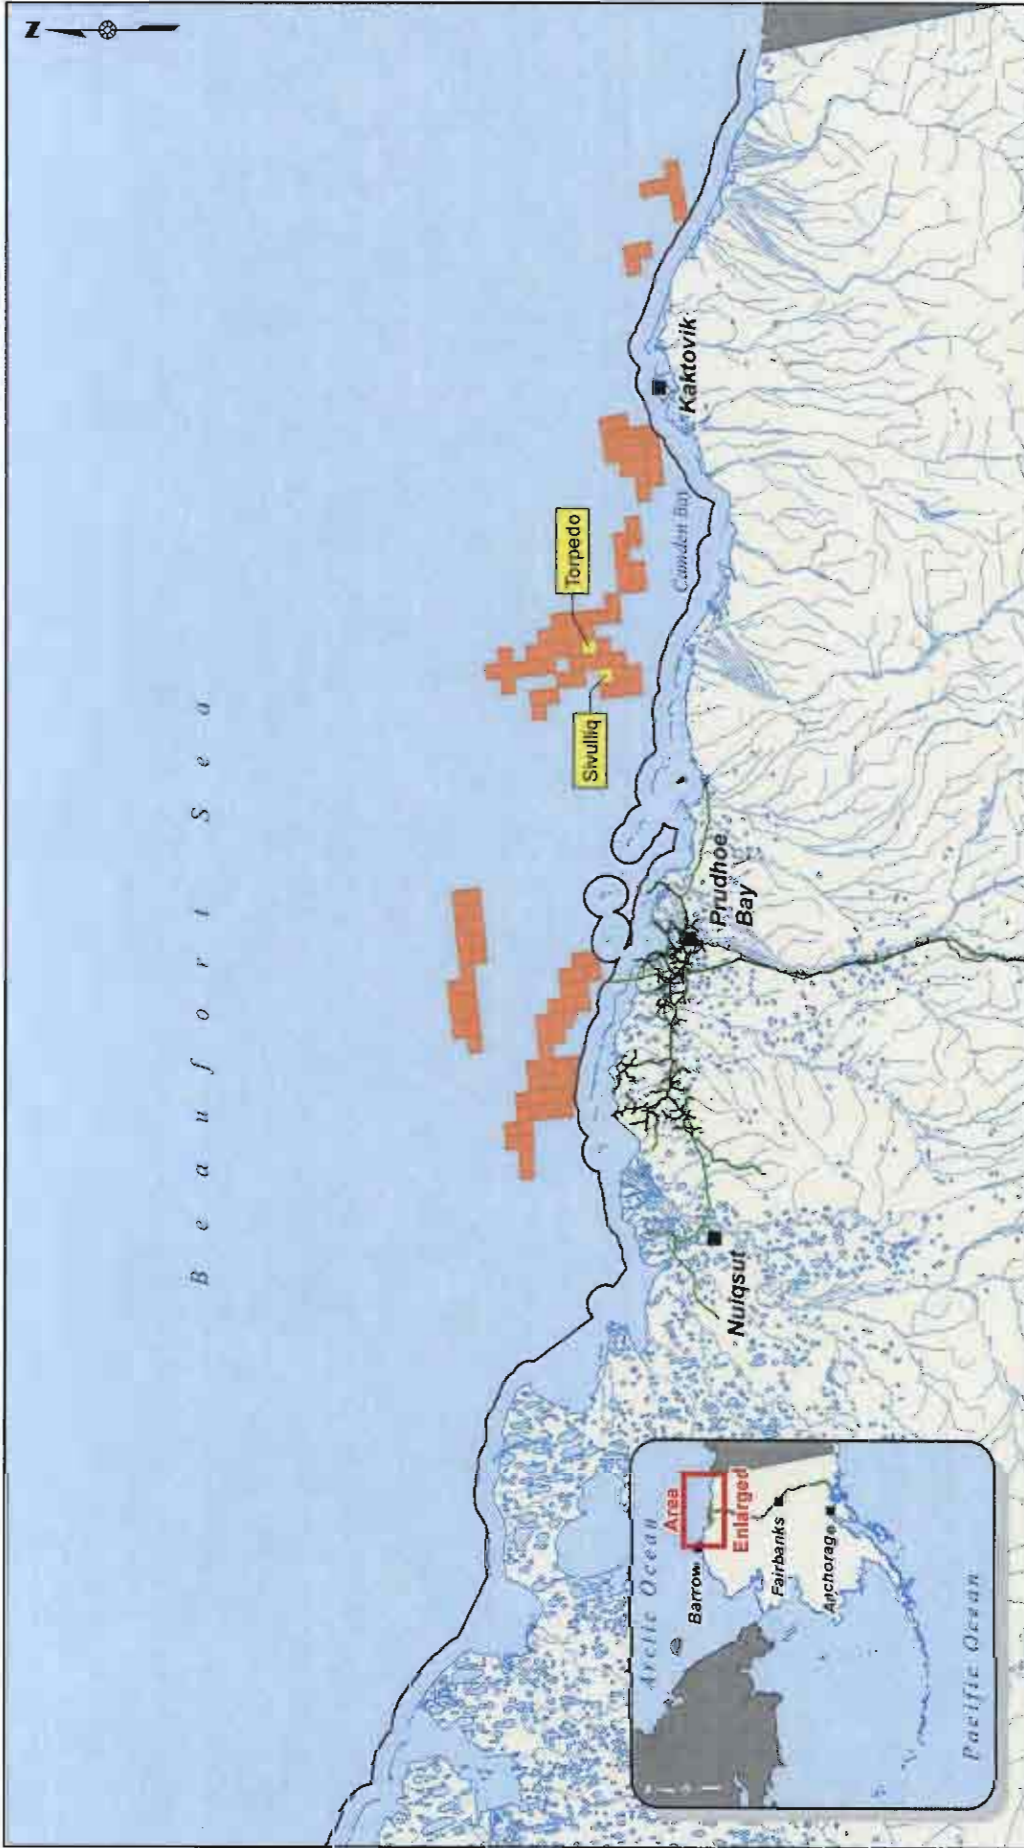 N
Beaufort Sea
Torpedo
Sivulliq
Camden Bay
Kaktovik
Prudhoe
Bay
Nuiqsut
Arctic Ocean
Area
Enlarged
Barrow
Fairbanks
Anchorage
Pacific Ocean